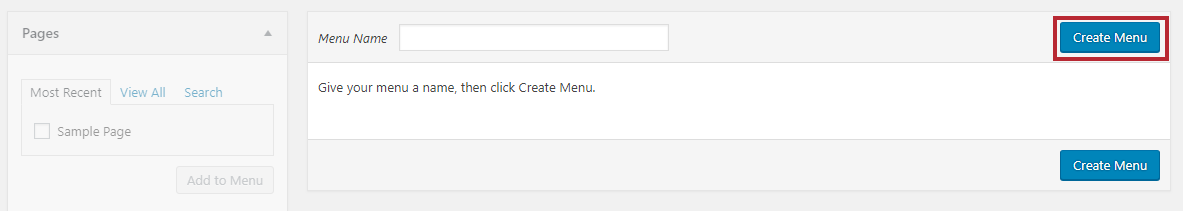 Pages
Most Recent View All Search
Sample Page
Add to Menu
Menu Name Create Menu
Give your menu a name, then click Create Menu.
Create Menu